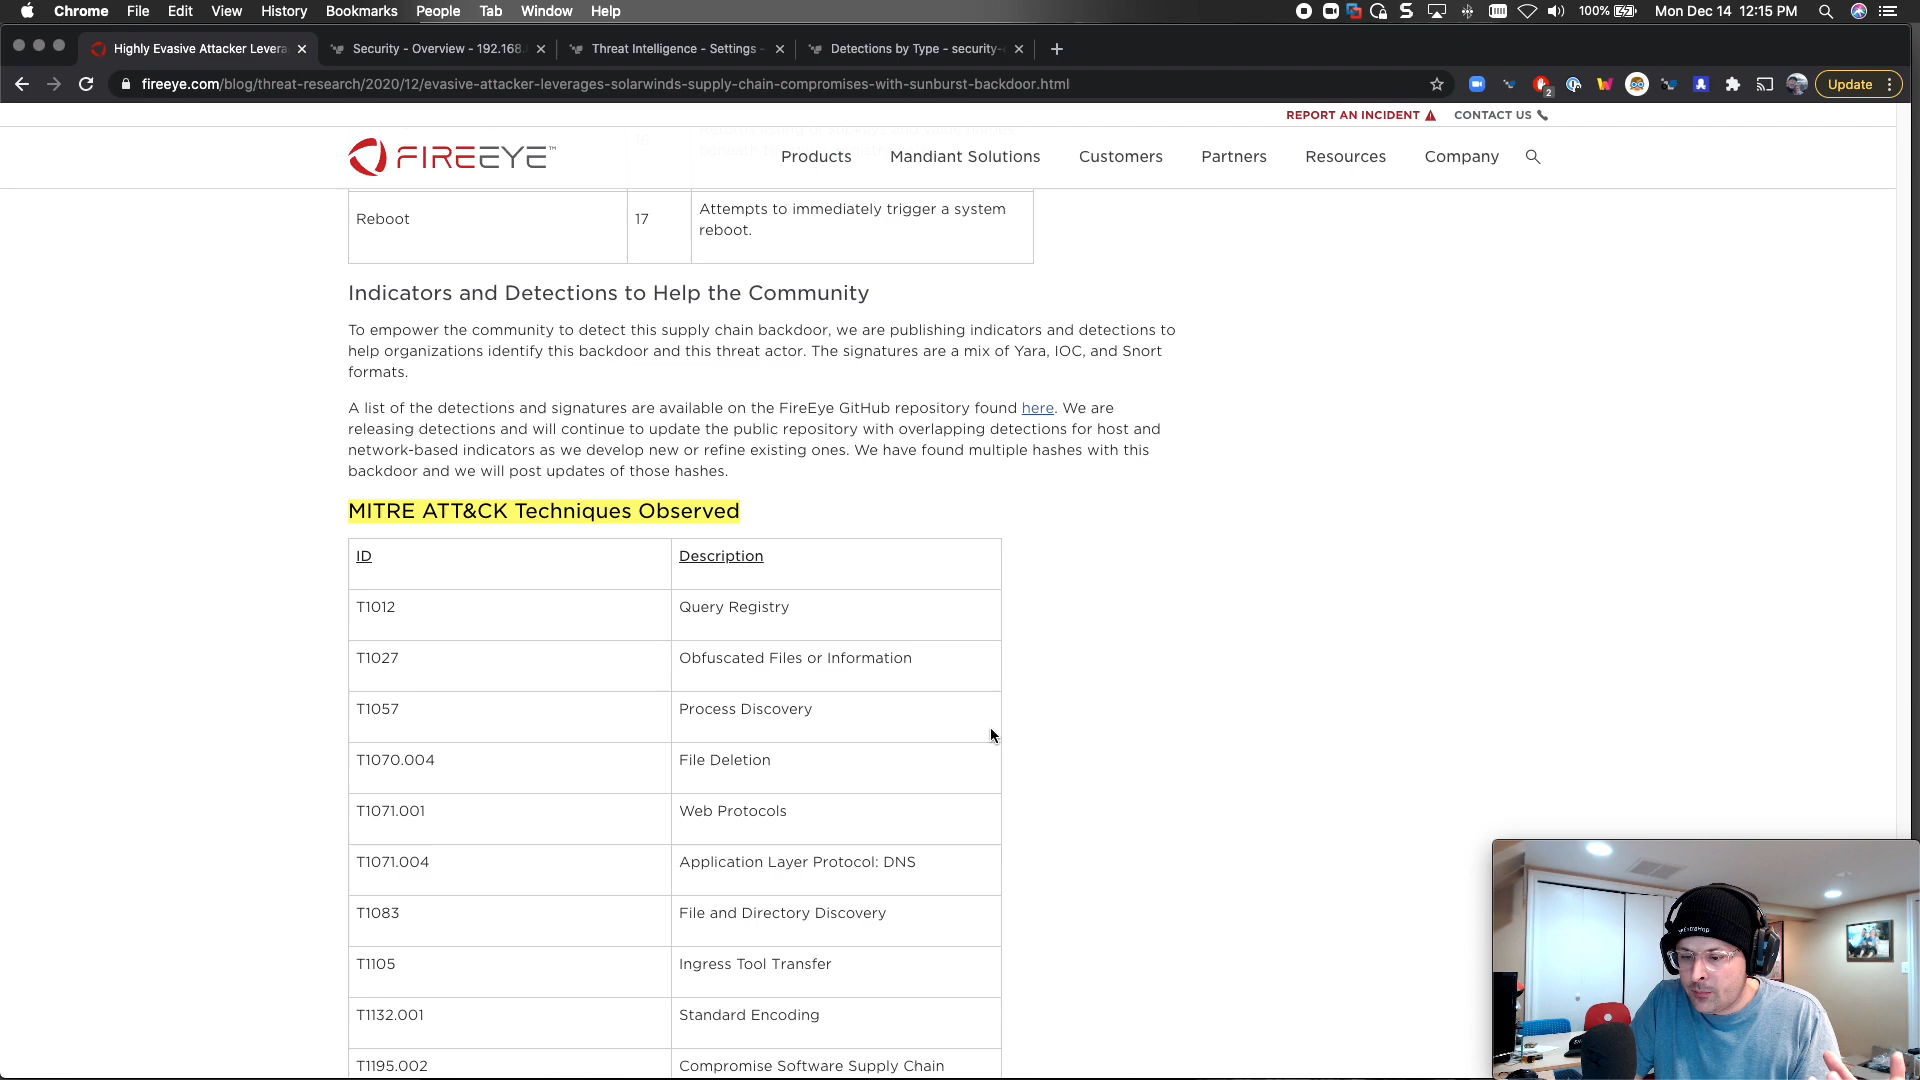 Chrome File Edit View History Bookmarks People Tab Window Help
100% Mon Dec 14 12:15 PM
Highly Evasive Attacker Levera
Security - Overview - 192.168.
Threat Intelligence - Settings -
Detections by Type - security-
fireeye.com/blog/threat-research/2020/12/evasive-attacker-leverages-solarwinds-supply-chain-compromises-with-sunburst-backdoor.html
2
Update
REPORT AN INCIDENT CONTACT US
FIREEYE™
Products Mandiant Solutions Customers Partners Resources Company
16
Reboot
17
Attempts to immediately trigger a system
reboot.
Indicators and Detections to Help the Community
To empower the community to detect this supply chain backdoor, we are publishing indicators and detections to
help organizations identify this backdoor and this threat actor. The signatures are a mix of Yara, IOC, and Snort
formats.
A list of the detections and signatures are available on the FireEye GitHub repository found here. We are
releasing detections and will continue to update the public repository with overlapping detections for host and
network-based indicators as we develop new or refine existing ones. We have found multiple hashes with this
backdoor and we will post updates of those hashes.
MITRE ATT&CK Techniques Observed
ID Description
T1012 Query Registry
T1027 Obfuscated Files or Information
T1057 Process Discovery
T1070.004 File Deletion
T1071.001 Web Protocols
T1071.004 Application Layer Protocol: DNS
T1083 File and Directory Discovery
T1105 Ingress Tool Transfer
T1132.001 Standard Encoding
T1195.002 Compromise Software Supply Chain